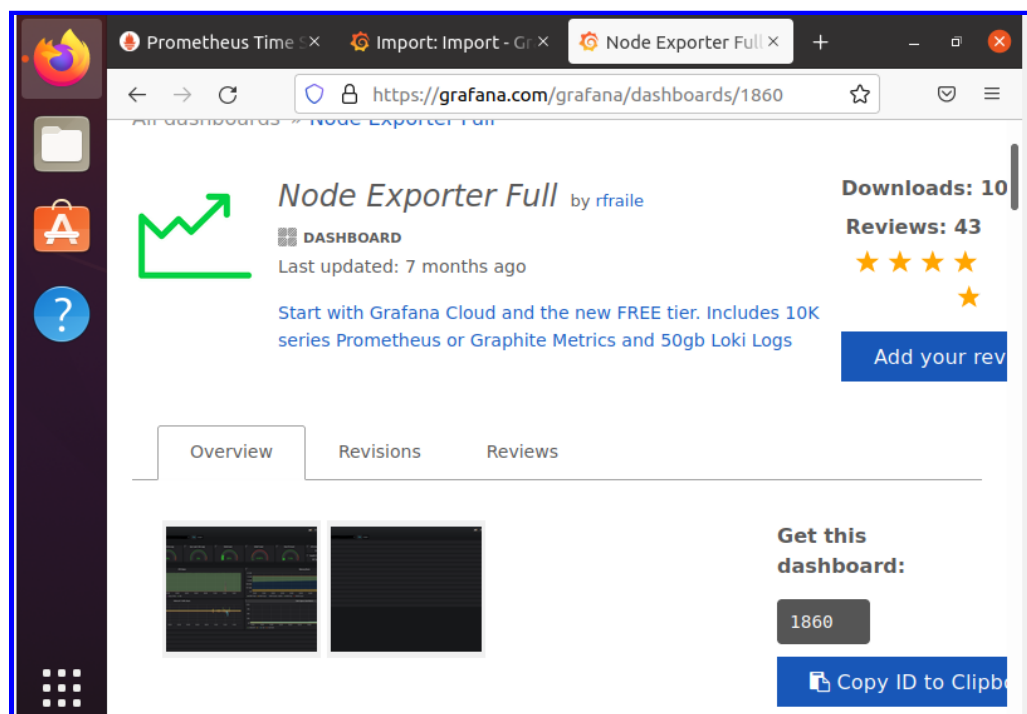 Prometheus Time S
Import: Import - Gr
Node Exporter Full
https://grafana.com/grafana/dashboards/1860
All dashboards » Node Exporter Full
Node Exporter Full by rfraile
DASHBOARD
Last updated: 7 months ago
Start with Grafana Cloud and the new FREE tier. Includes 10K
series Prometheus or Graphite Metrics and 50gb Loki Logs
Downloads: 10
Reviews: 43
Add your rev
Overview Revisions Reviews
Get this
dashboard:
1860
Copy ID to Clipbo